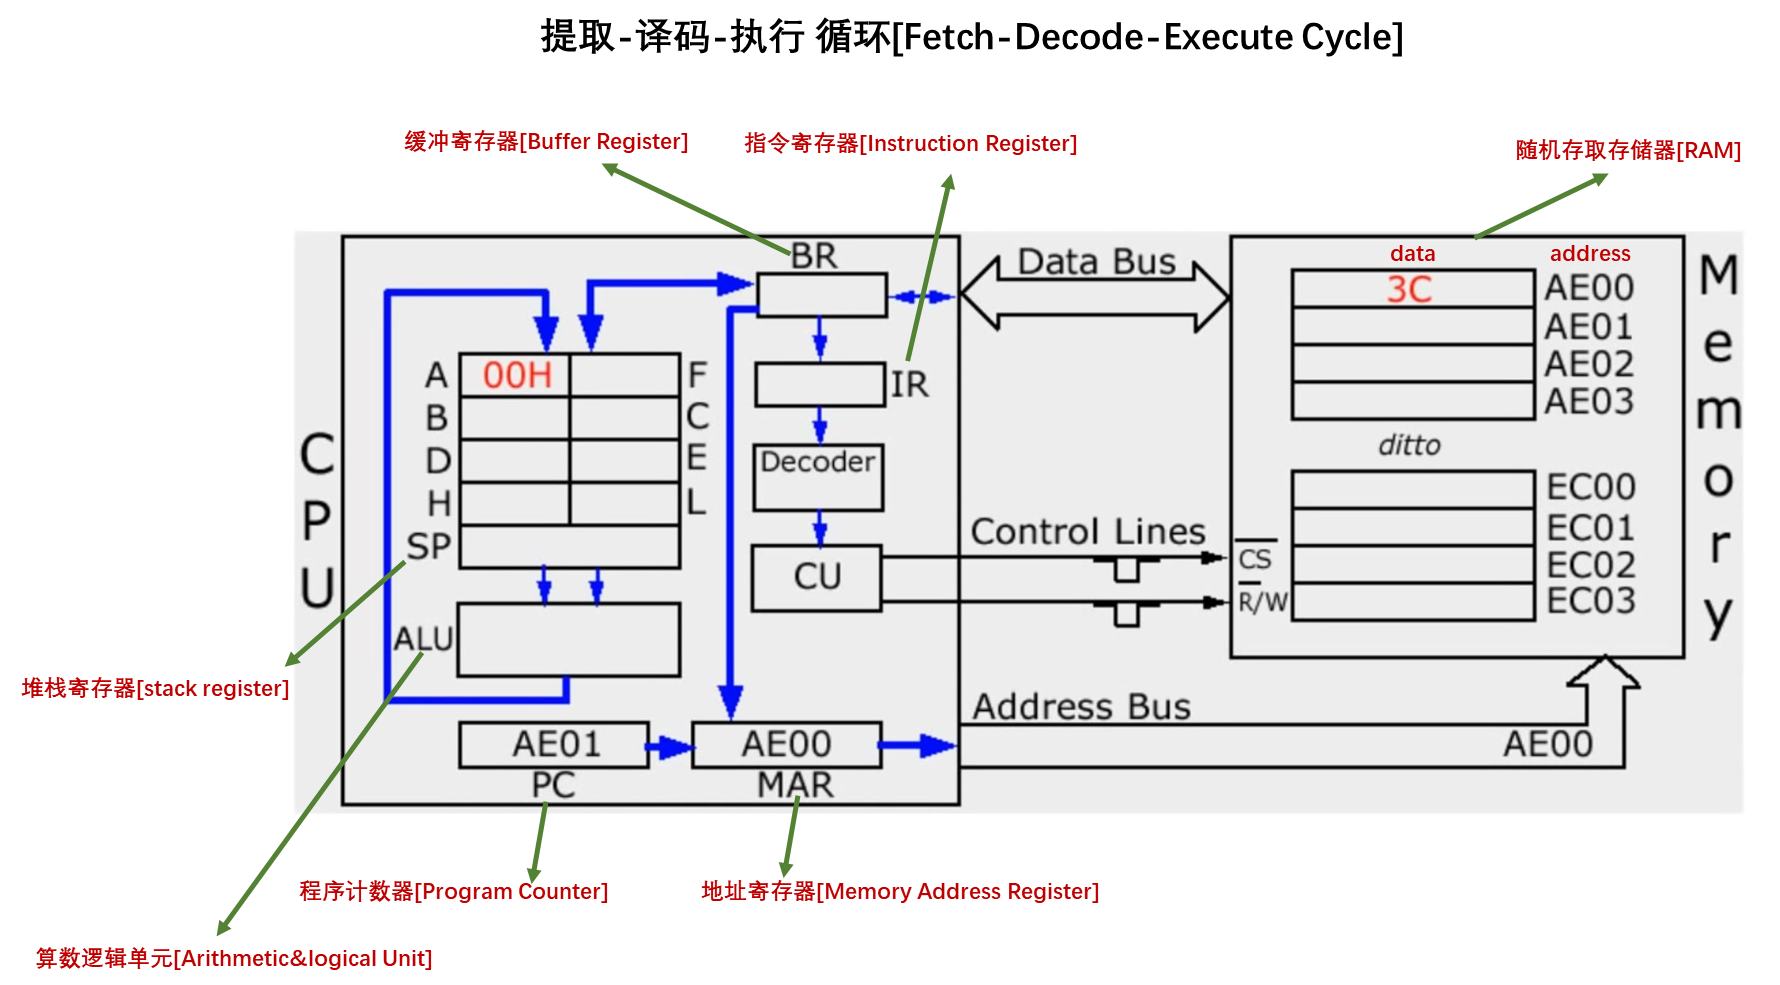 提取-译码-执行 循环[Fetch-Decode-Execute Cycle]
缓冲寄存器[Buffer Register]
指令寄存器[Instruction Register]
随机存取存储器[RAM]
CPU
BR
Data Bus
data
address
Memory
3C
AE00
AE01
AE02
AE03
ditto
EC00
EC01
EC02
EC03
A
00H
F
B
C
D
E
H
L
SP
IR
Decoder
CU
Control Lines
CS
R/W
ALU
堆栈寄存器[stack register]
Address Bus
AE01
AE00
AE00
PC
MAR
程序计数器[Program Counter]
地址寄存器[Memory Address Register]
算数逻辑单元[Arithmetic&logical Unit]